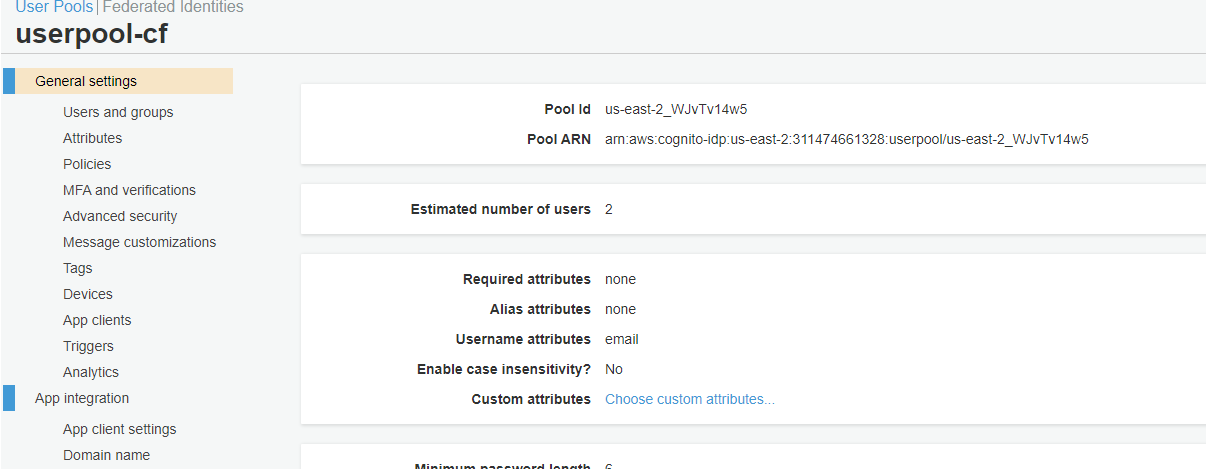 User Pools | Federated Identities
userpool-cf
General settings
Users and groups
Attributes
Policies
MFA and verifications
Advanced security
Message customizations
Tags
Devices
App clients
Triggers
Analytics
App integration
App client settings
Domain name
Pool Id us-east-2_WJvTv14w5
Pool ARN arn:aws:cognito-idp:us-east-2:311474661328:userpool/us-east-2_WJvTv14w5
Estimated number of users 2
Required attributes none
Alias attributes none
Username attributes email
Enable case insensitivity? No
Custom attributes Choose custom attributes...
Minimum password length 6